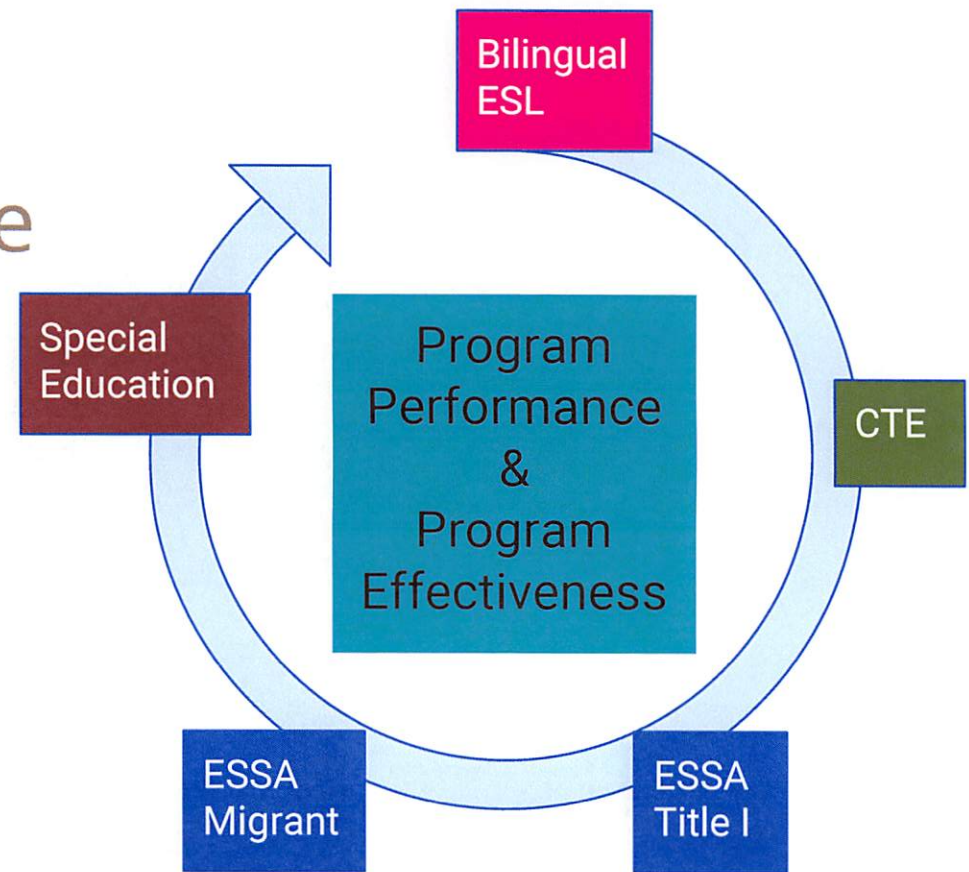 Bilingual
ESL
CTE
ESSA
Title I
ESSA
Migrant
Special
Education
Program
Performance
&
Program
Effectiveness